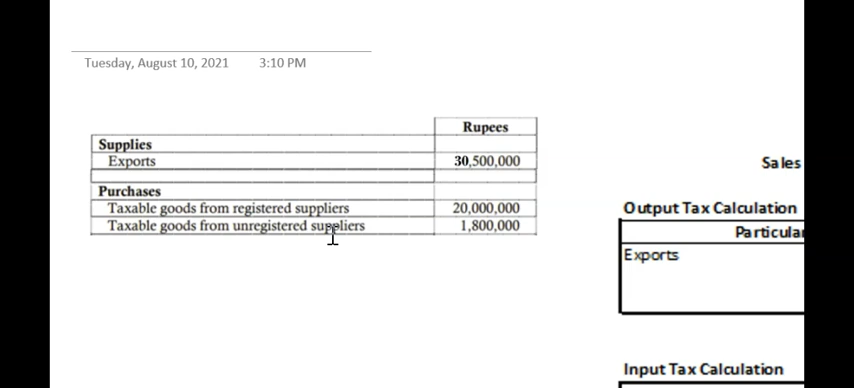 Tuesday, August 10, 2021 3:10 PM
Rupees
Supplies
Exports 30,500,000
Purchases
Taxable goods from registered suppliers 20,000,000
Taxable goods from unregistered suppliers 1,800,000
Sales
Output Tax Calculation
Particular
Exports
Input Tax Calculation